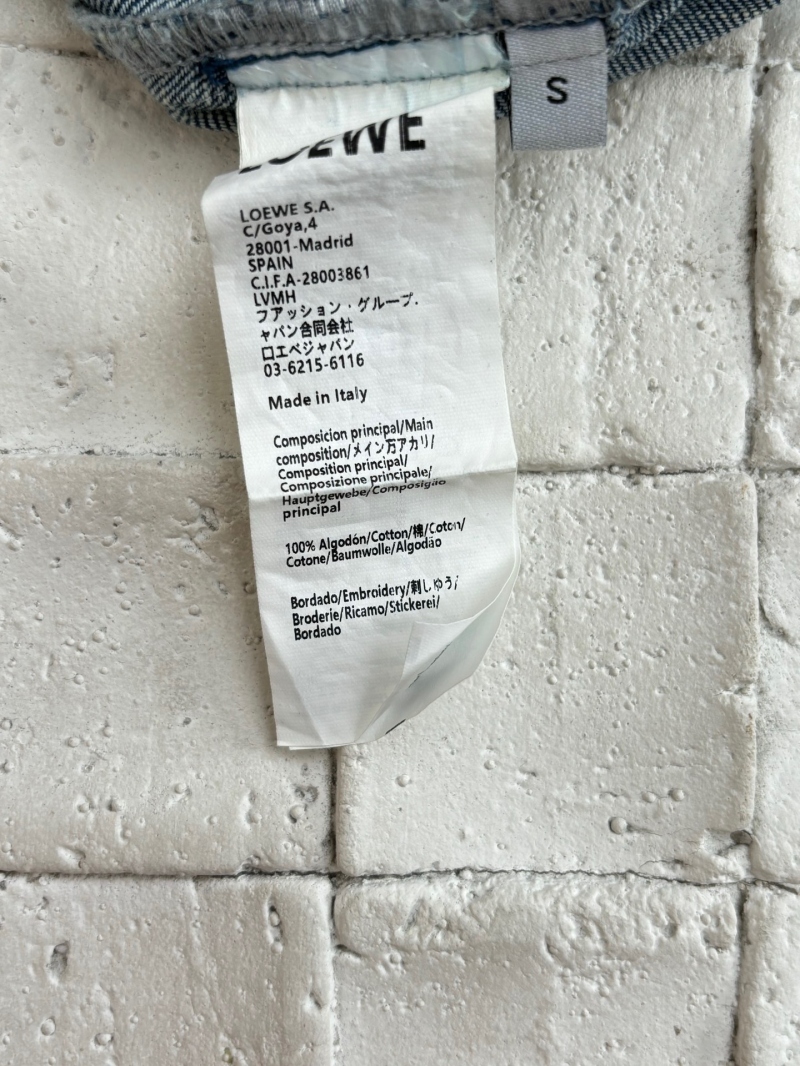 S
LOEWE
LOEWE S.A.
C/Goya,4
28001-Madrid
SPAIN
C.I.F.A-28003861
LVMH
フアッション・グループ.
ャパン合同会社
口エベジャパン
03-6215-6116
Made in Italy
Composicion principal/Main
composition/メイン万アカリ/
Composition principal/
Composizione principale/
Hauptgewebe/Composição
principal
100% Algodón/Cotton/棉/Coton/
Cotone/Baumwolle/Algodão
Bordado/Embroidery/刺しゆう/
Broderie/Ricamo/Stickerei/
Bordado